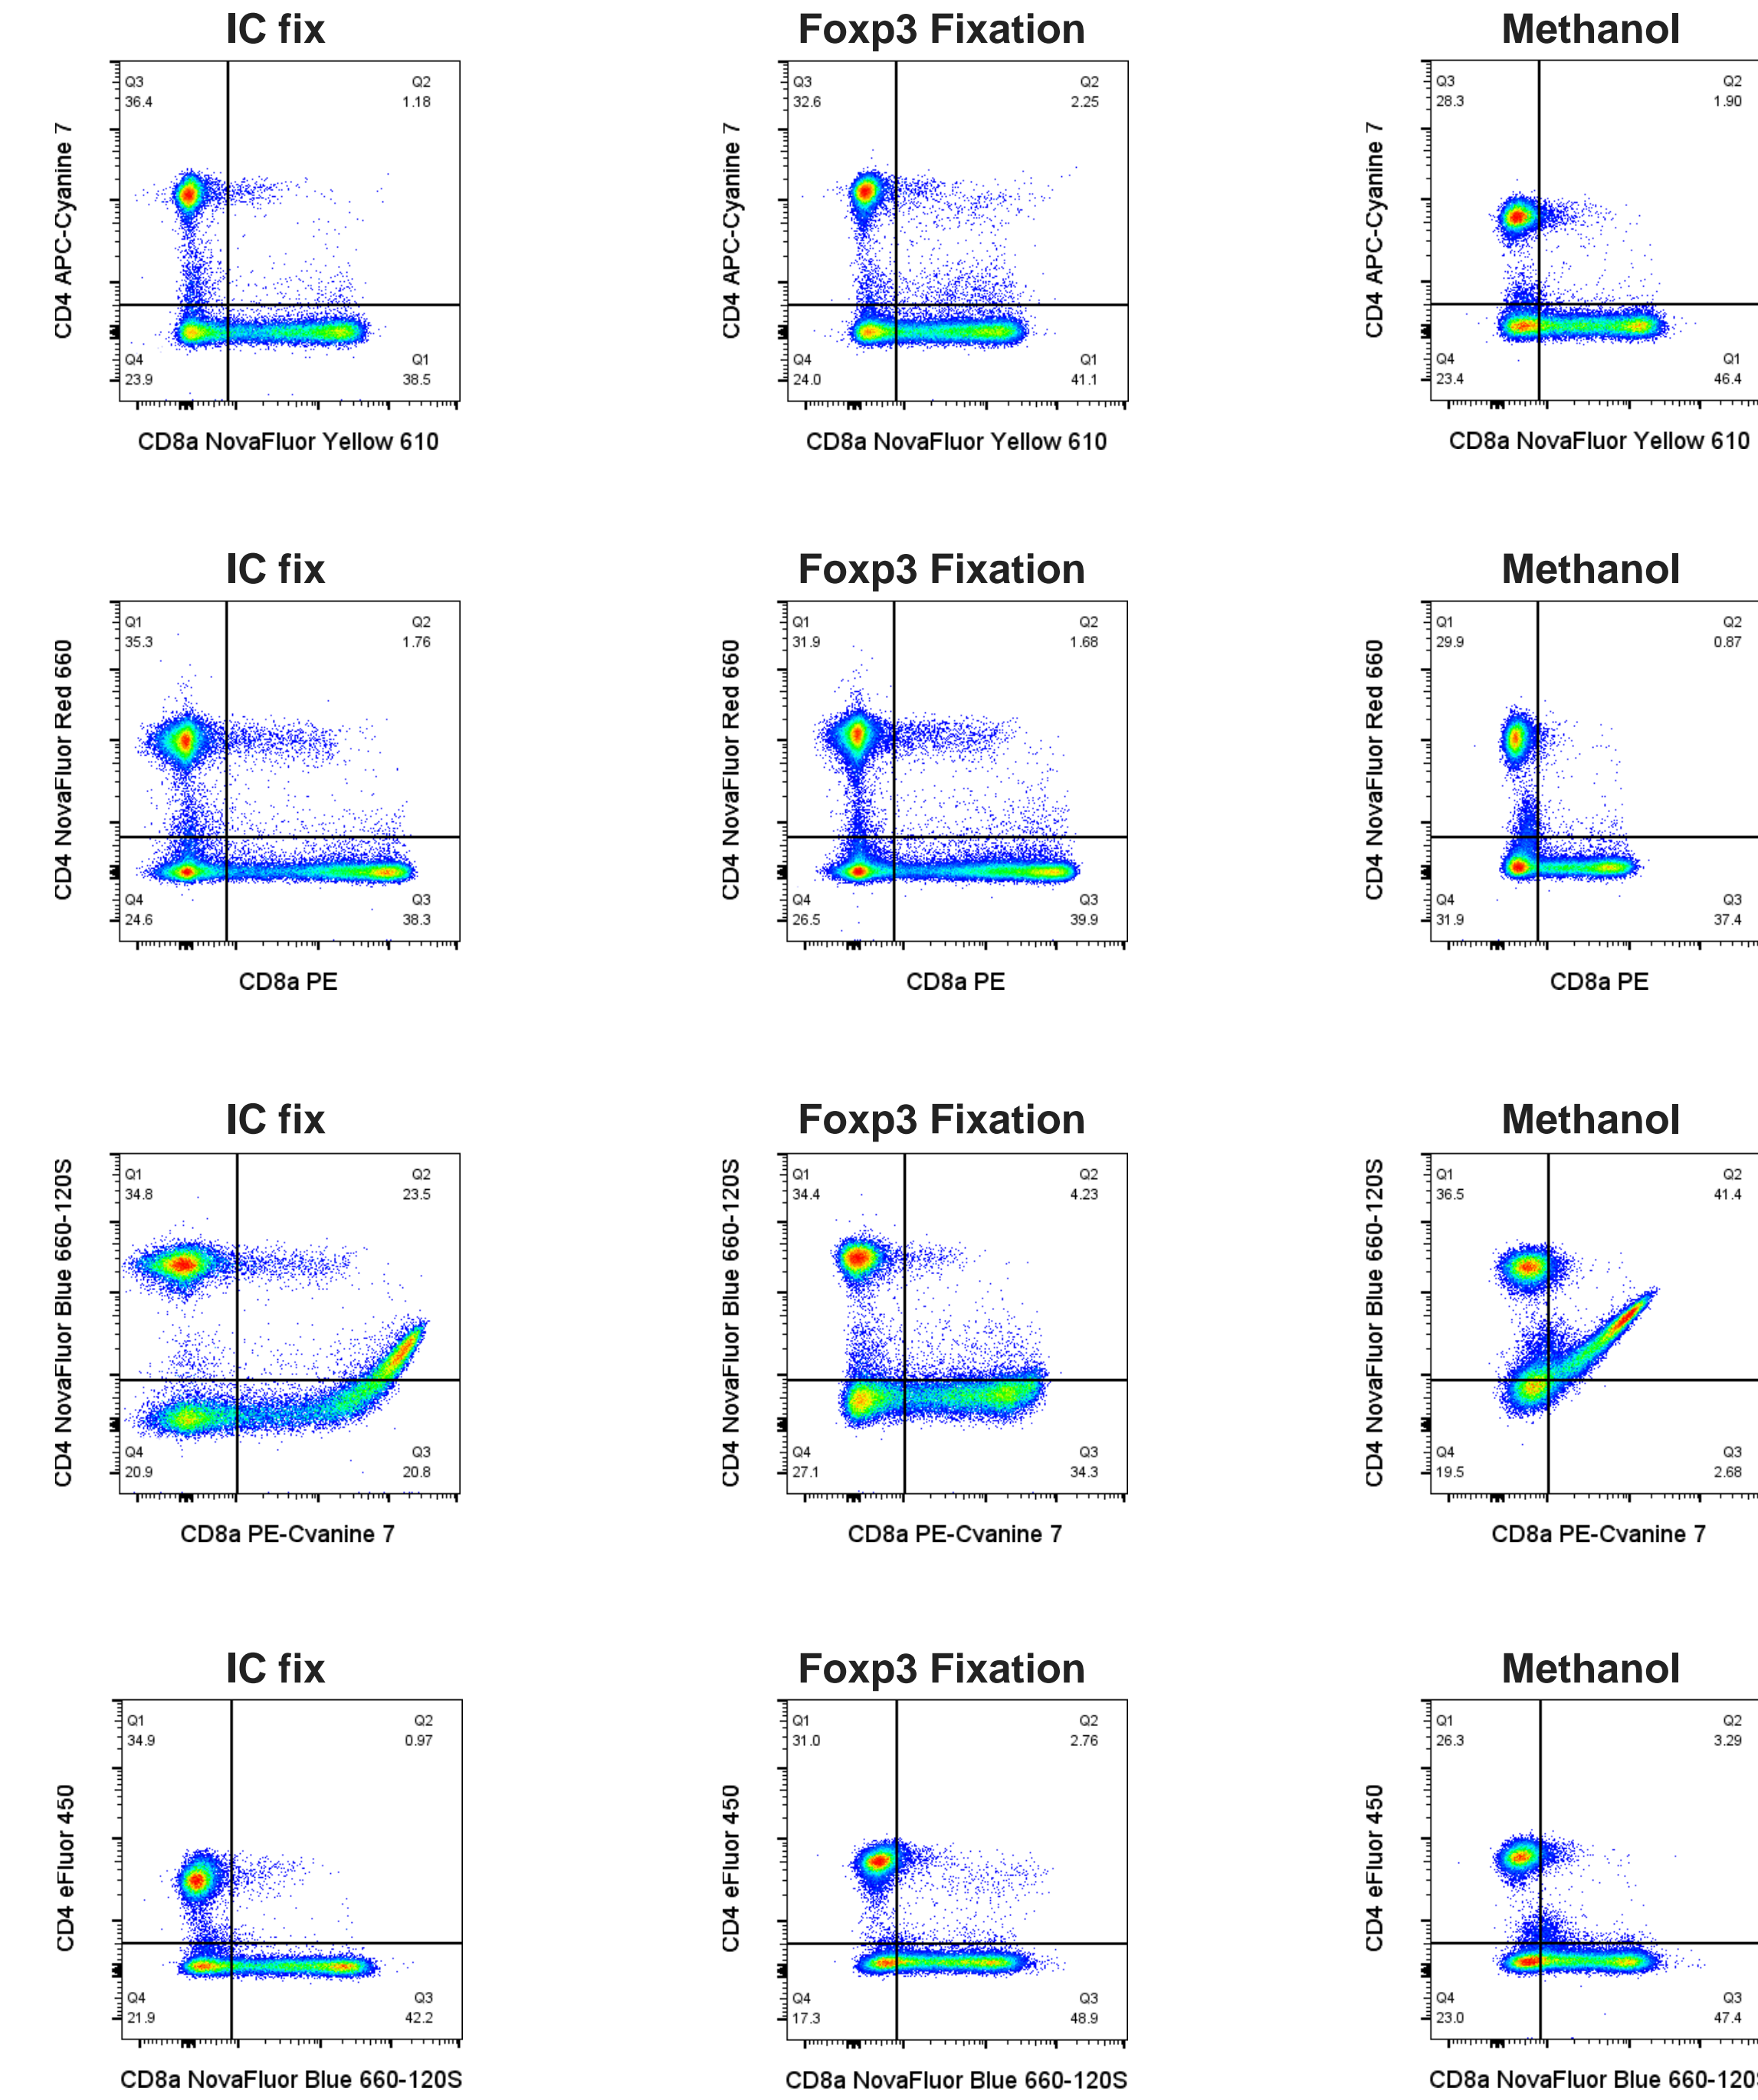 IC fix
Foxp3 Fixation
Methanol
Q3
36.4
Q2
1.18
Q4
23.9
Q1
38.5
CD4 APC-Cyanine 7
CD8a NovaFluor Yellow 610
Q3
32.6
Q2
2.25
Q4
24.0
Q1
41.1
CD4 APC-Cyanine 7
CD8a NovaFluor Yellow 610
Q3
28.3
Q2
1.90
Q4
23.4
Q1
46.4
CD4 APC-Cyanine 7
CD8a NovaFluor Yellow 610
IC fix
Foxp3 Fixation
Methanol
Q1
35.3
Q2
1.76
Q4
24.6
Q3
38.3
CD4 NovaFluor Red 660
CD8a PE
Q1
31.9
Q2
1.68
Q4
26.5
Q3
39.9
CD4 NovaFluor Red 660
CD8a PE
Q1
29.9
Q2
0.87
Q4
31.9
Q3
37.4
CD4 NovaFluor Red 660
CD8a PE
IC fix
Foxp3 Fixation
Methanol
Q1
34.8
Q2
23.5
Q4
20.9
Q3
20.8
CD4 NovaFluor Blue 660-120S
CD8a PE-Cvanine 7
Q1
34.4
Q2
4.23
Q4
27.1
Q3
34.3
CD4 NovaFluor Blue 660-120S
CD8a PE-Cvanine 7
Q1
36.5
Q2
41.4
Q4
19.5
Q3
2.68
CD4 NovaFluor Blue 660-120S
CD8a PE-Cvanine 7
IC fix
Foxp3 Fixation
Methanol
Q1
34.9
Q2
0.97
Q4
21.9
Q3
42.2
CD4 eFluor 450
CD8a NovaFluor Blue 660-120S
Q1
31.0
Q2
2.76
Q4
17.3
Q3
48.9
CD4 eFluor 450
CD8a NovaFluor Blue 660-120S
Q1
26.3
Q2
3.29
Q4
23.0
Q3
47.4
CD4 eFluor 450
CD8a NovaFluor Blue 660-120S